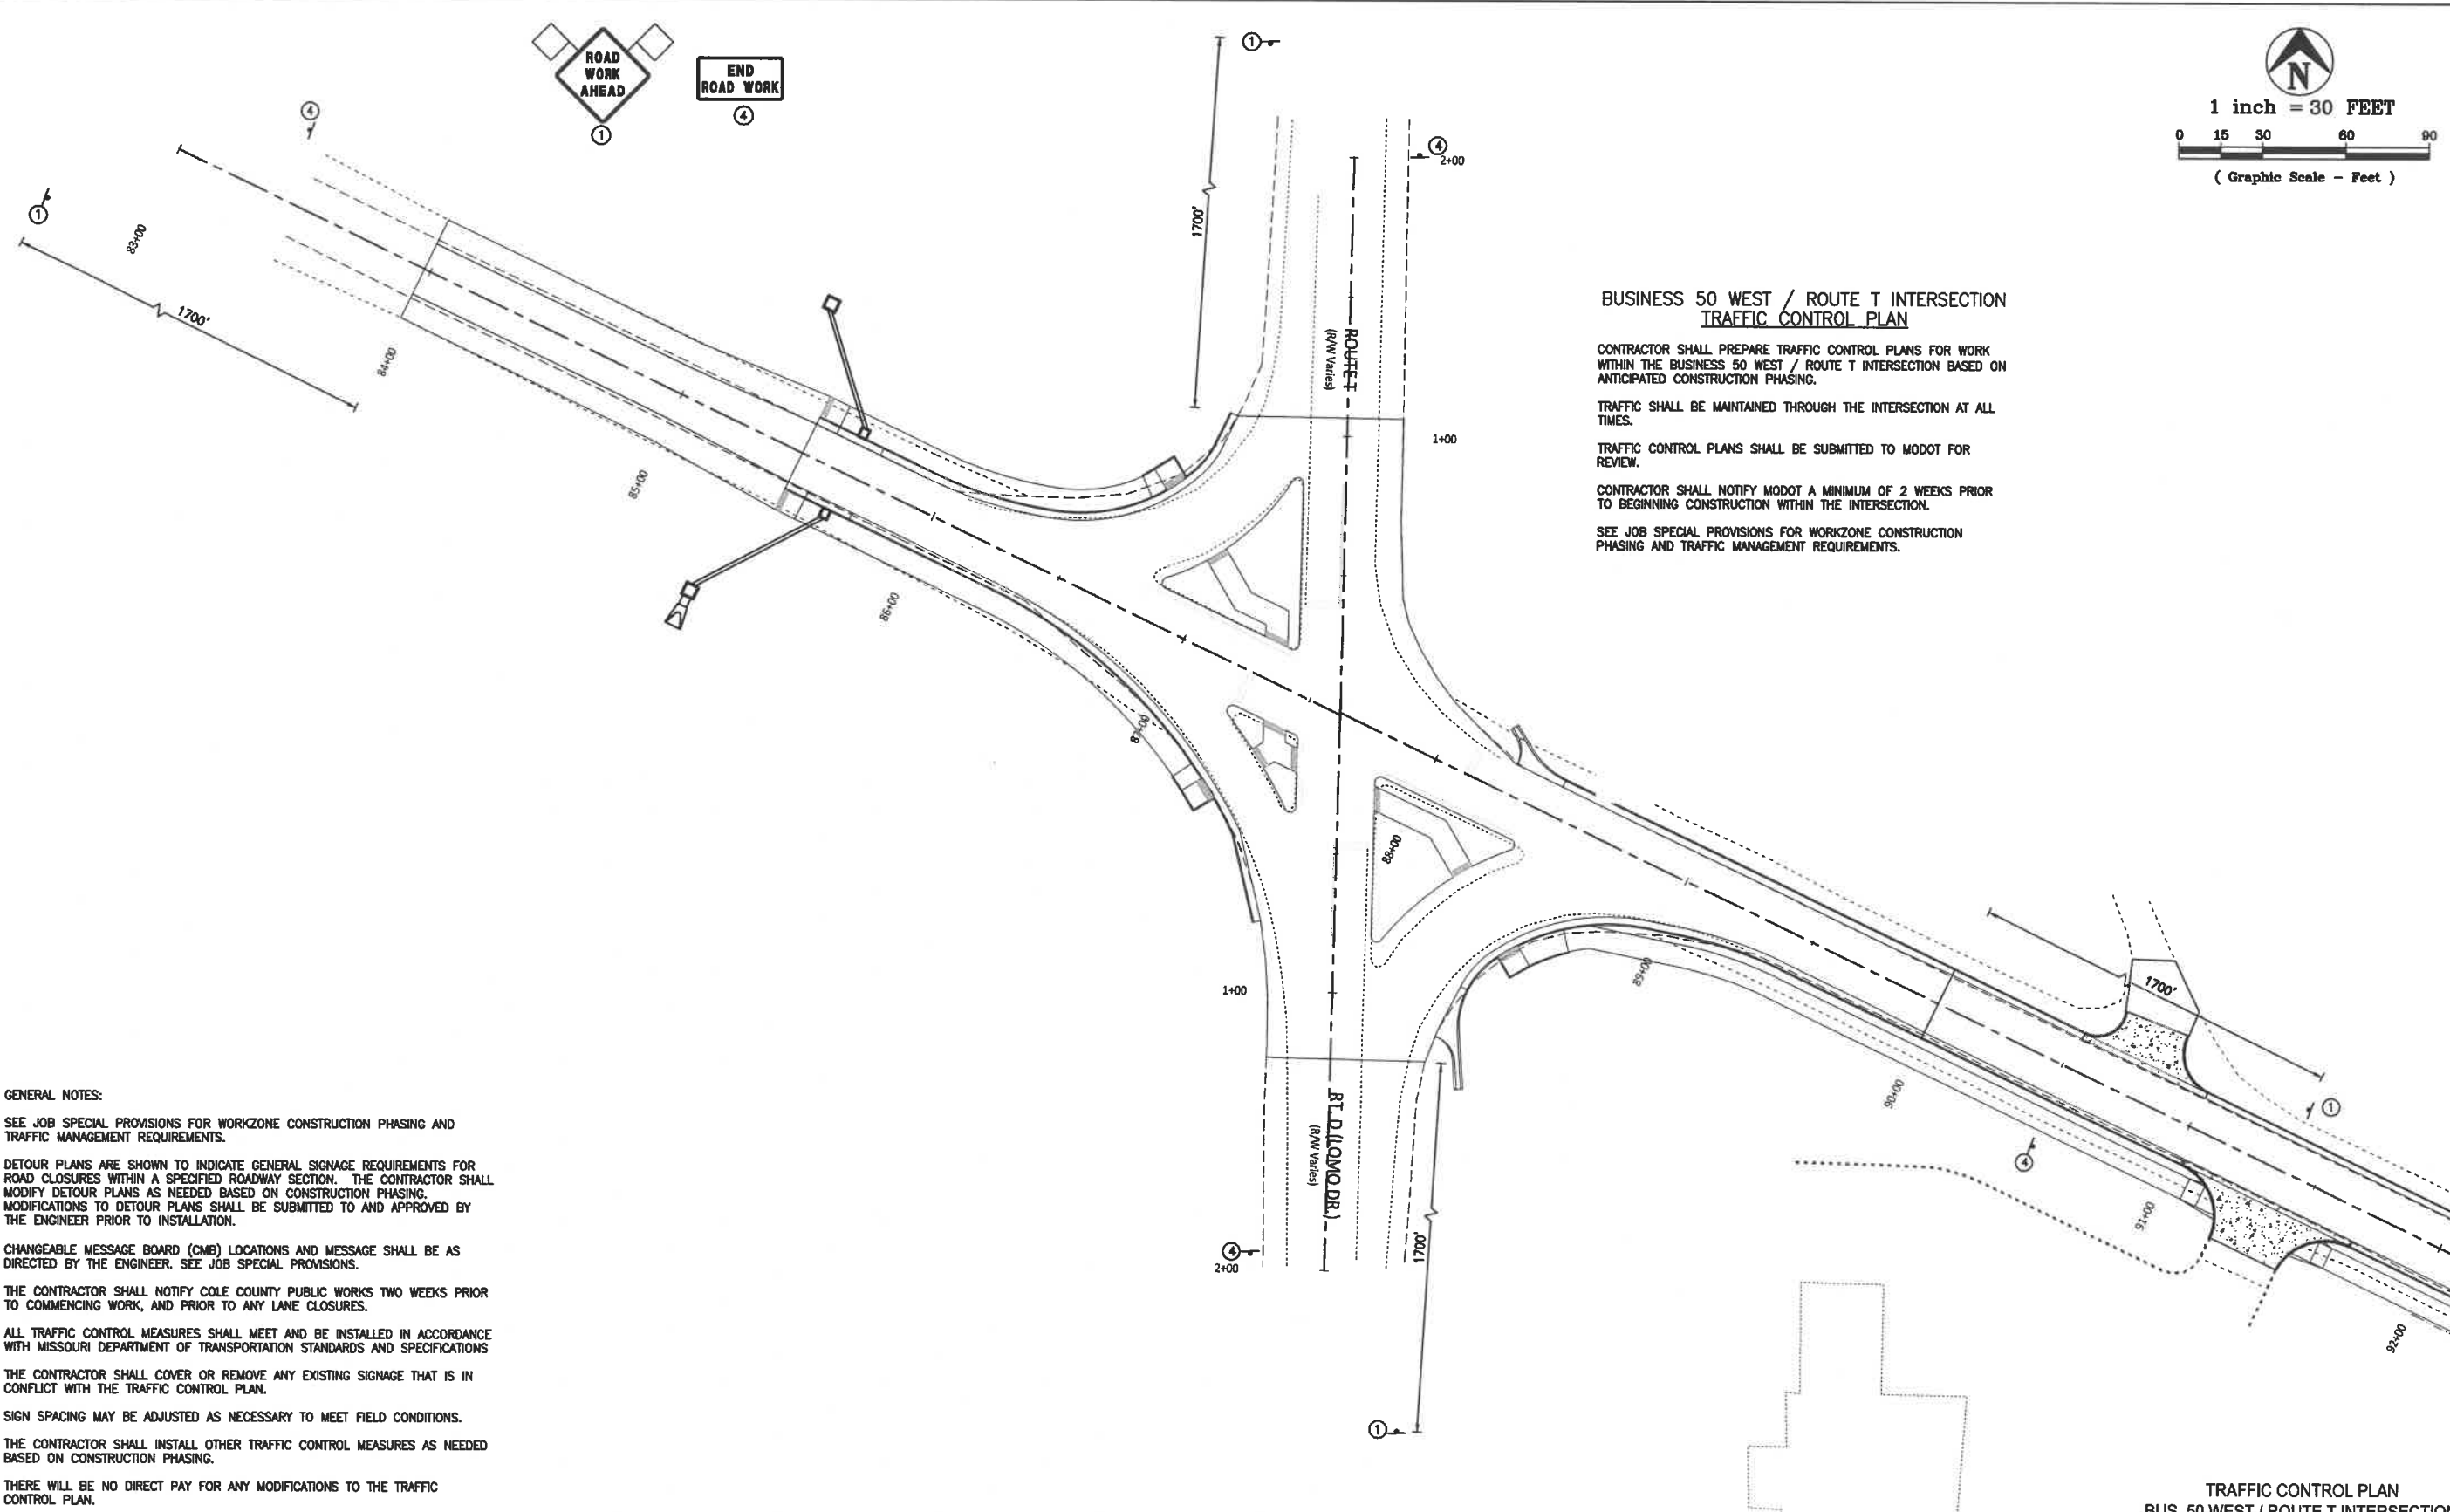 ROAD
WORK
AHEAD
1
END
ROAD WORK
4
1
4
2+00
N
1 inch = 30 FEET
0 15 30 60 90
( Graphic Scale - Feet )
4
1
83+00
1700'
84+00
1700'
ROUTE T
(R/W Varies)
1+00
85+00
86+00
87+00
88+00
89+00
90+00
91+00
92+00
BUSINESS 50 WEST / ROUTE T INTERSECTION
TRAFFIC CONTROL PLAN
CONTRACTOR SHALL PREPARE TRAFFIC CONTROL PLANS FOR WORK
WITHIN THE BUSINESS 50 WEST / ROUTE T INTERSECTION BASED ON
ANTICIPATED CONSTRUCTION PHASING.
TRAFFIC SHALL BE MAINTAINED THROUGH THE INTERSECTION AT ALL
TIMES.
TRAFFIC CONTROL PLANS SHALL BE SUBMITTED TO MODOT FOR
REVIEW.
CONTRACTOR SHALL NOTIFY MODOT A MINIMUM OF 2 WEEKS PRIOR
TO BEGINNING CONSTRUCTION WITHIN THE INTERSECTION.
SEE JOB SPECIAL PROVISIONS FOR WORKZONE CONSTRUCTION
PHASING AND TRAFFIC MANAGEMENT REQUIREMENTS.
1+00
1700'
1
4
RT. D (LOMO DR.)
(R/W Varies)
1700'
4
2+00
1
GENERAL NOTES:
SEE JOB SPECIAL PROVISIONS FOR WORKZONE CONSTRUCTION PHASING AND
TRAFFIC MANAGEMENT REQUIREMENTS.
DETOUR PLANS ARE SHOWN TO INDICATE GENERAL SIGNAGE REQUIREMENTS FOR
ROAD CLOSURES WITHIN A SPECIFIED ROADWAY SECTION. THE CONTRACTOR SHALL
MODIFY DETOUR PLANS AS NEEDED BASED ON CONSTRUCTION PHASING.
MODIFICATIONS TO DETOUR PLANS SHALL BE SUBMITTED TO AND APPROVED BY
THE ENGINEER PRIOR TO INSTALLATION.
CHANGEABLE MESSAGE BOARD (CMB) LOCATIONS AND MESSAGE SHALL BE AS
DIRECTED BY THE ENGINEER. SEE JOB SPECIAL PROVISIONS.
THE CONTRACTOR SHALL NOTIFY COLE COUNTY PUBLIC WORKS TWO WEEKS PRIOR
TO COMMENCING WORK, AND PRIOR TO ANY LANE CLOSURES.
ALL TRAFFIC CONTROL MEASURES SHALL MEET AND BE INSTALLED IN ACCORDANCE
WITH MISSOURI DEPARTMENT OF TRANSPORTATION STANDARDS AND SPECIFICATIONS
THE CONTRACTOR SHALL COVER OR REMOVE ANY EXISTING SIGNAGE THAT IS IN
CONFLICT WITH THE TRAFFIC CONTROL PLAN.
SIGN SPACING MAY BE ADJUSTED AS NECESSARY TO MEET FIELD CONDITIONS.
THE CONTRACTOR SHALL INSTALL OTHER TRAFFIC CONTROL MEASURES AS NEEDED
BASED ON CONSTRUCTION PHASING.
THERE WILL BE NO DIRECT PAY FOR ANY MODIFICATIONS TO THE TRAFFIC
CONTROL PLAN.
TRAFFIC CONTROL PLAN
BUS. 50 WEST / ROUTE T INTERSECTION